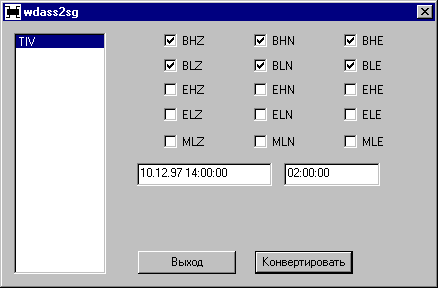 wdass2sg
TIV
BHZ BHN BHE
BLZ BLN BLE
EHZ EHN EHE
ELZ ELN ELE
MLZ MLN MLE
10.12.97 14:00:00 02:00:00
Выход Конвертировать